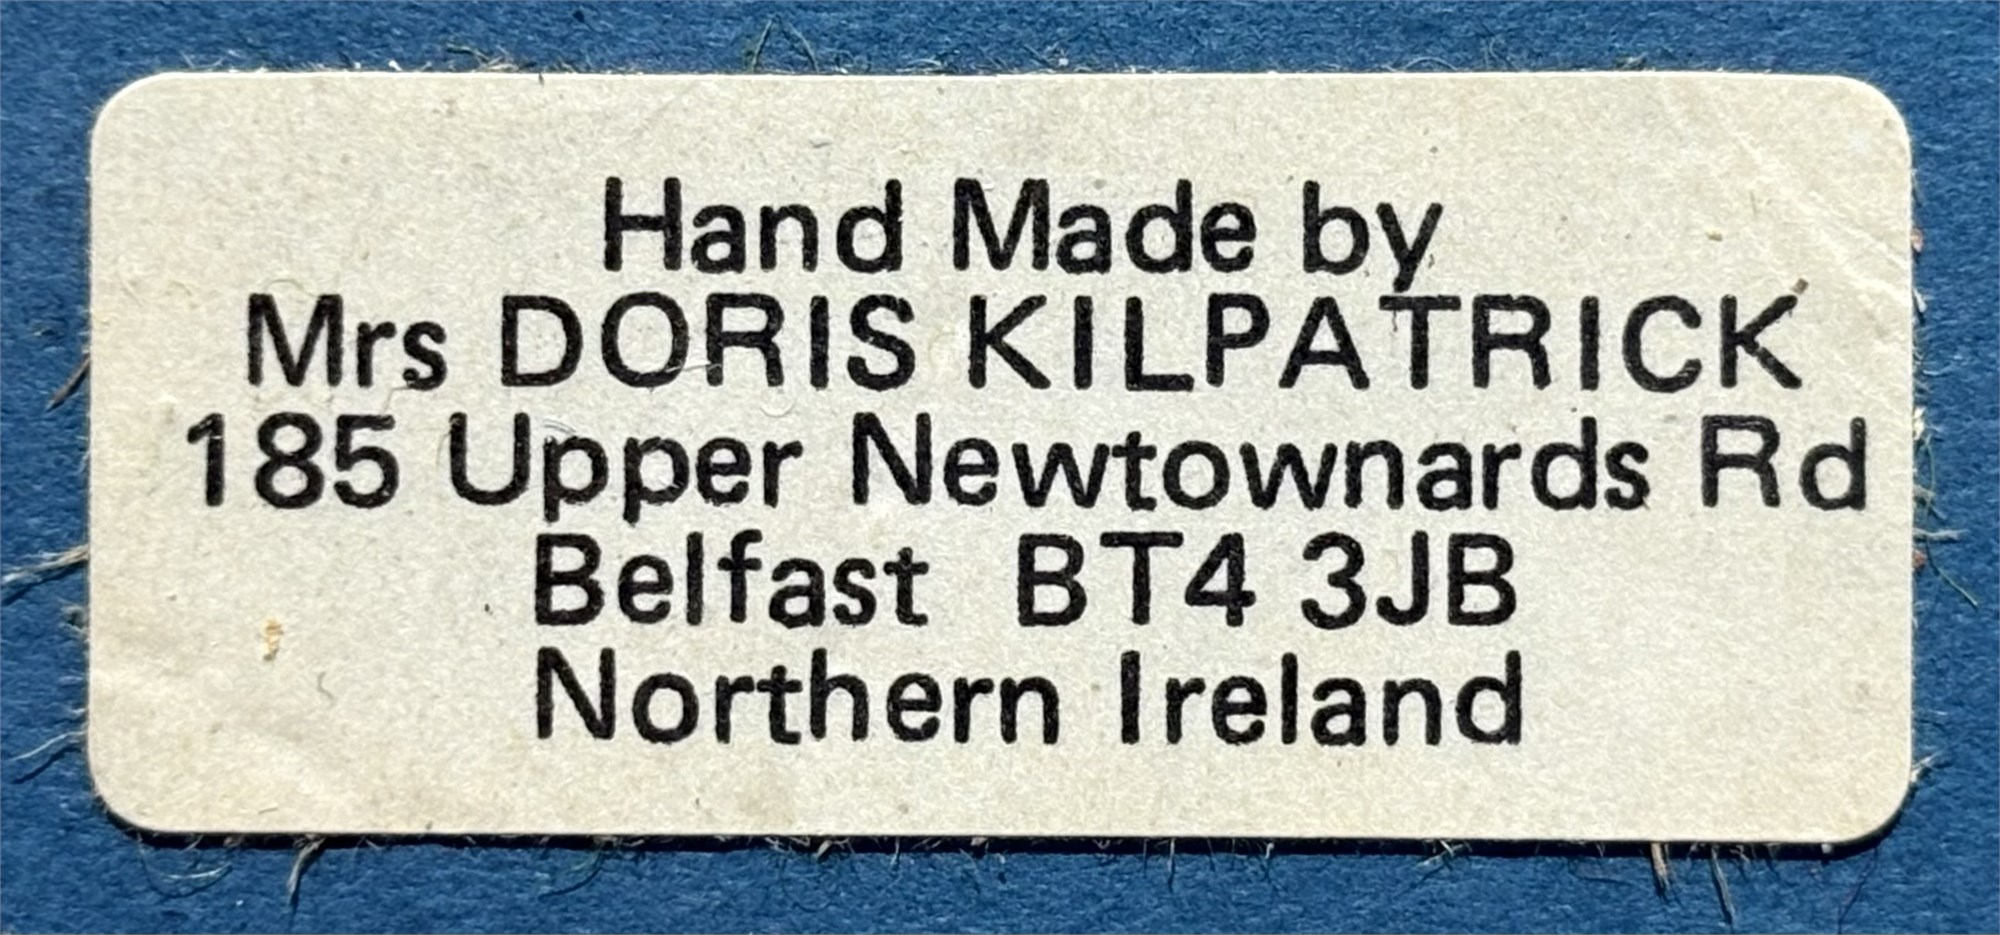 Hand Made by
Mrs DORIS KILPATRICK
185 Upper Newtownards Rd
Belfast BT4 3JB
Northern Ireland